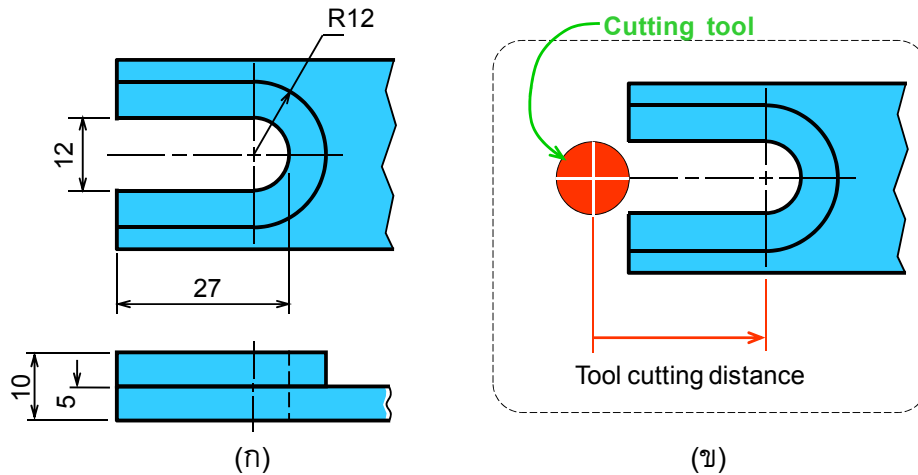 R12
12
27
10
5
(ก)
Cutting tool
Tool cutting distance
(ข)